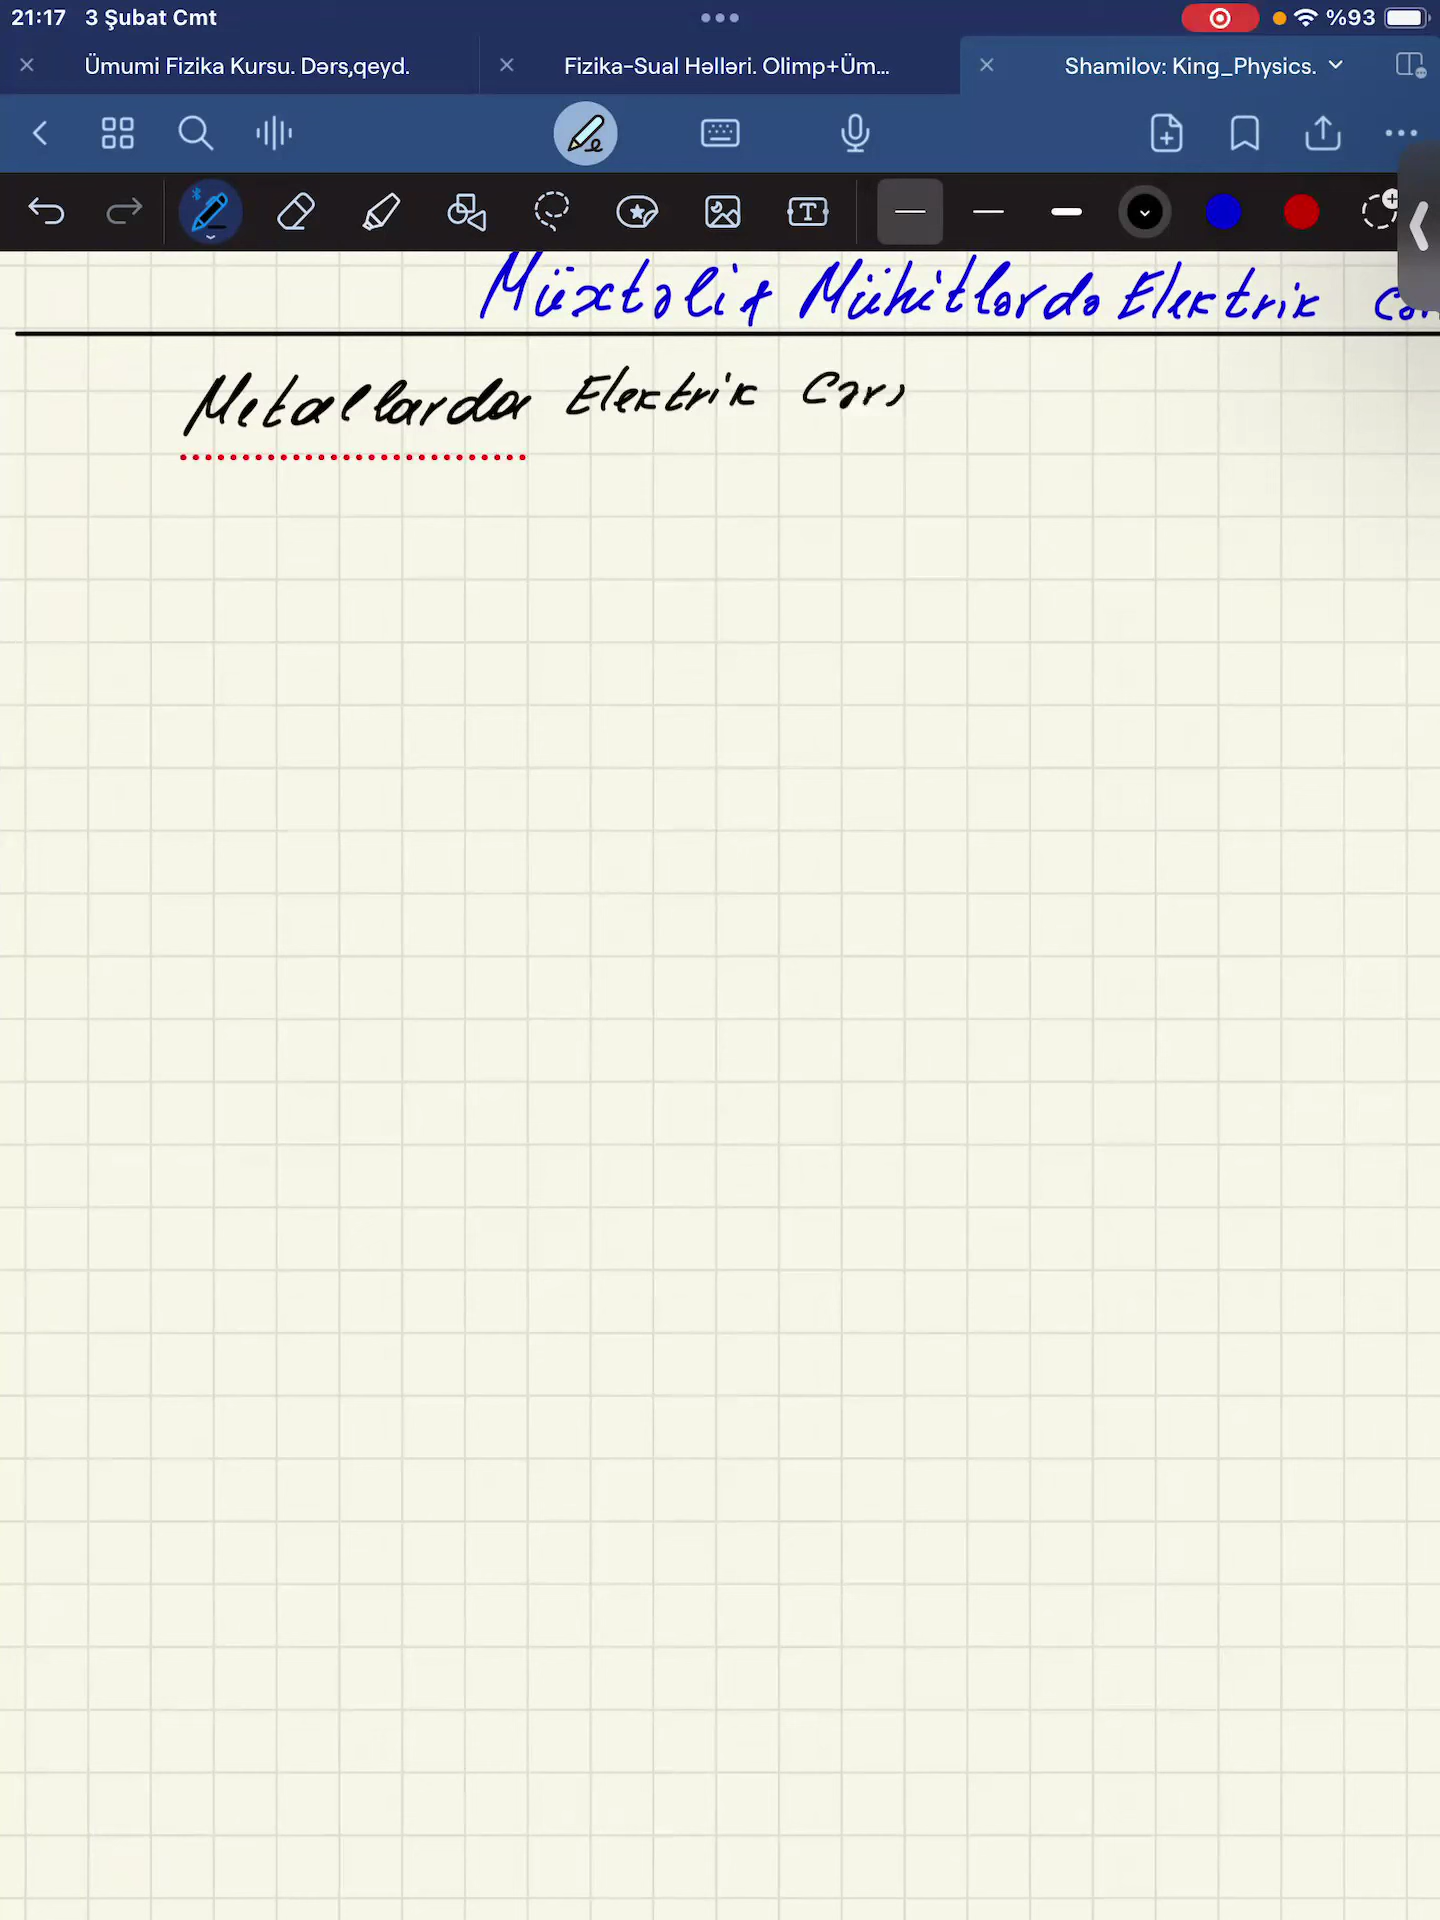 21:17 3 Şubat Cmt %93
Ümumi Fizika Kursu. Dərs,qeyd. Fizika-Sual Həlləri. Olimp+Üm... Shamilov: King_Physics.
Müxtəlif Mühitlərdə Elektrik
Metallarda Elektrik Cərə